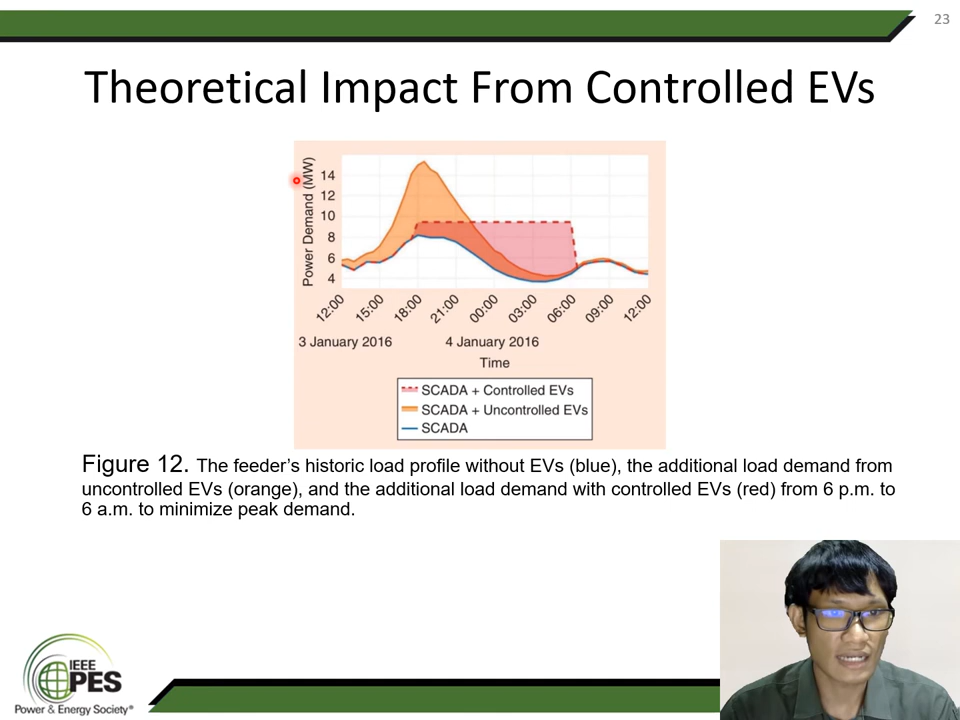 23
Theoretical Impact From Controlled EVs
Power Demand (MW)
14
12
10
8
6
4
12:00 15:00 18:00 21:00 00:00 03:00 06:00 09:00 12:00
3 January 2016 4 January 2016
Time
SCADA + Controlled EVs
SCADA + Uncontrolled EVs
SCADA
Figure 12. The feeder’s historic load profile without EVs (blue), the additional load demand from
uncontrolled EVs (orange), and the additional load demand with controlled EVs (red) from 6 p.m. to
6 a.m. to minimize peak demand.
IEEE
PES
Power & Energy Society®